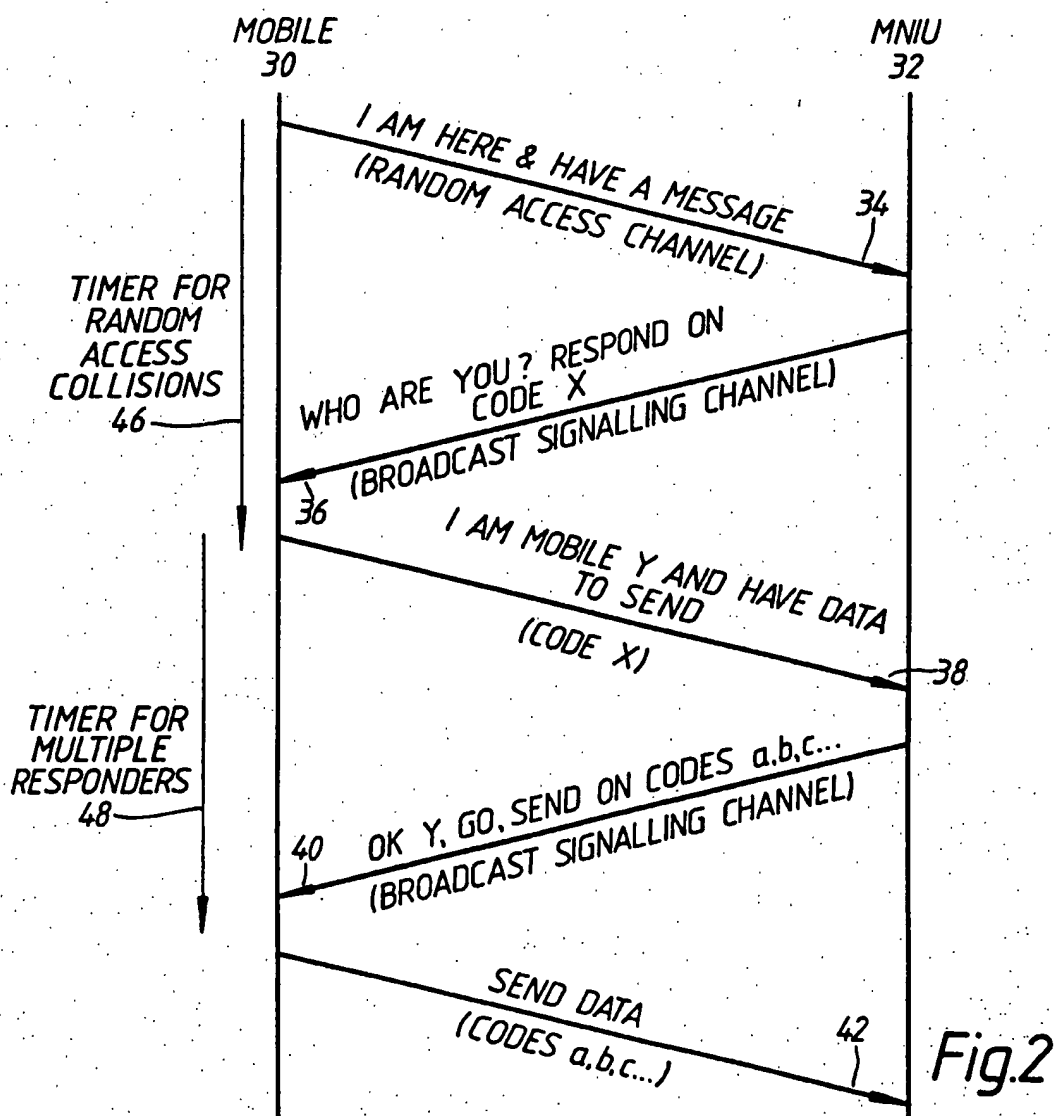 MOBILE
30
MNIU
32
I AM HERE & HAVE A MESSAGE
(RANDOM ACCESS CHANNEL)
34
TIMER FOR
RANDOM
ACCESS
COLLISIONS
46
WHO ARE YOU? RESPOND ON
CODE X
(BROADCAST SIGNALLING CHANNEL)
36
I AM MOBILE Y AND HAVE DATA
TO SEND
(CODE X)
38
TIMER FOR
MULTIPLE
RESPONDERS
48
OK Y, GO, SEND ON CODES a,b,c...
(BROADCAST SIGNALLING CHANNEL)
40
SEND DATA
(CODES a,b,c...)
42
Fig.2